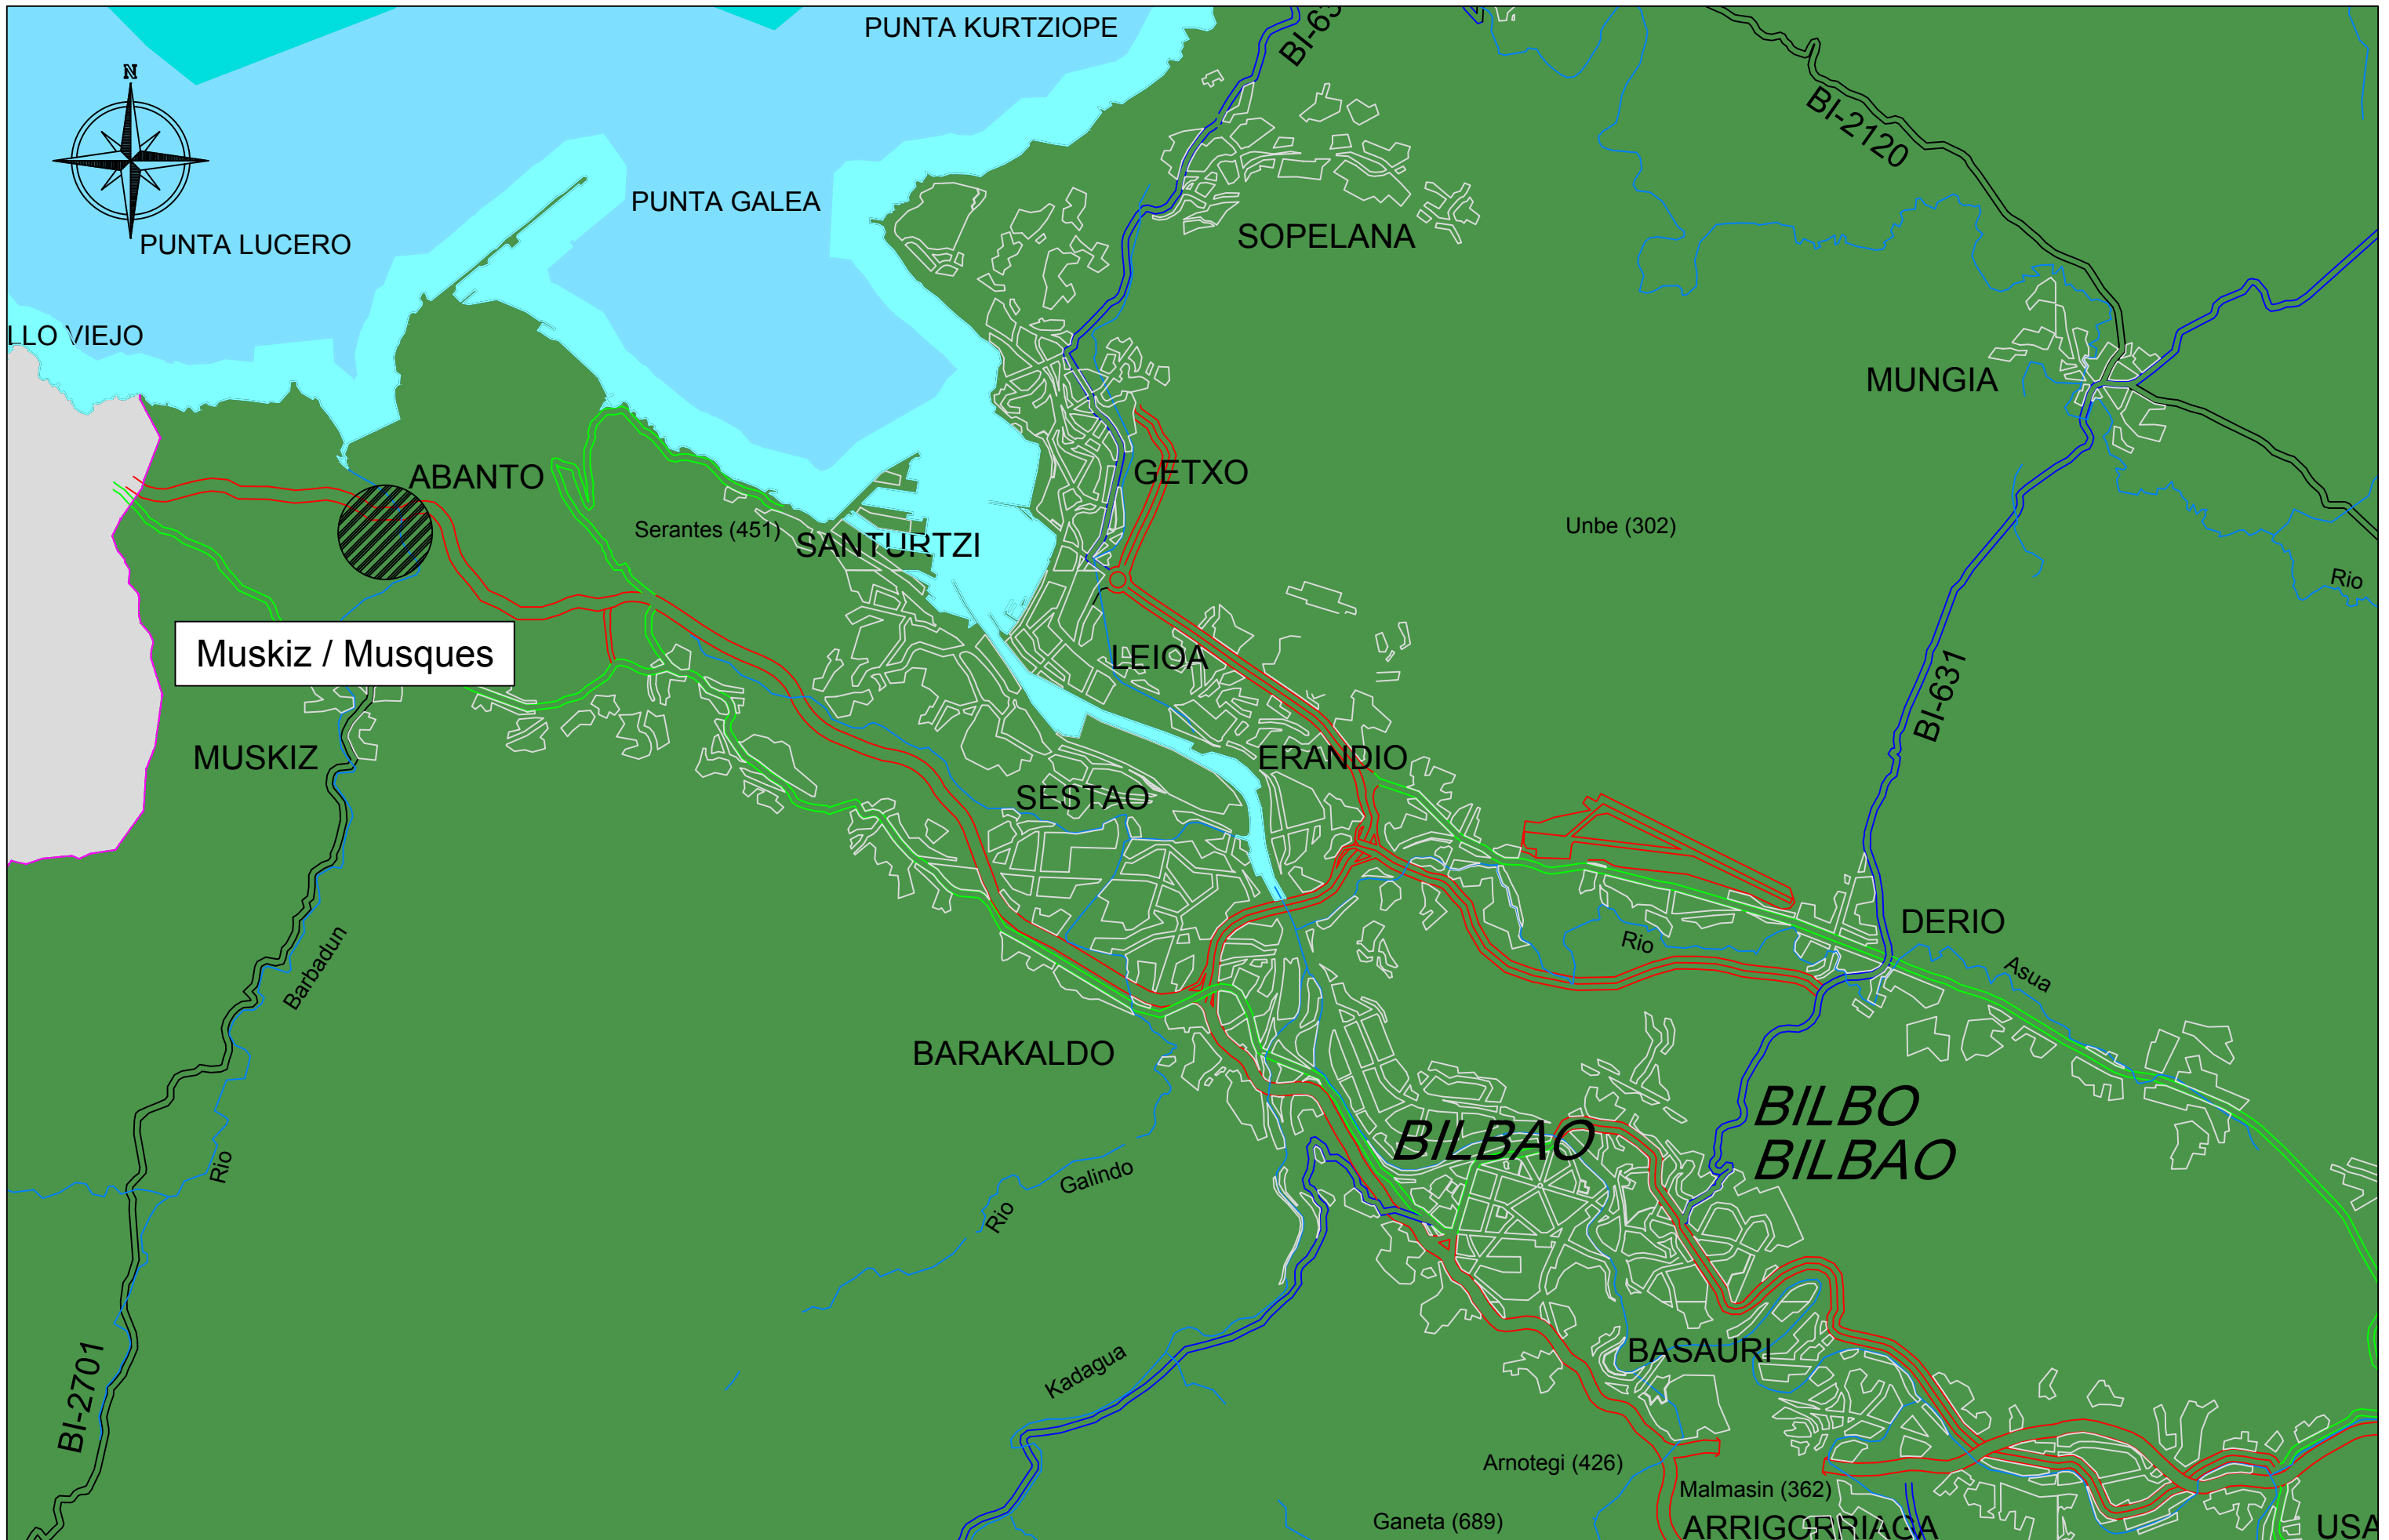 PUNTA KURTZIOPE
BI-63
N
BI-2120
PUNTA GALEA
PUNTA LUCERO
SOPELANA
LLO VIEJO
MUNGIA
ABANTO
GETXO
Serantes (451)
SANTURTZI
Unbe (302)
Rio
Muskiz / Musques
LEIOA
BI-631
MUSKIZ
ERANDIO
SESTAO
DERIO
Rio
Asua
Barbadun
BARAKALDO
BILBO
BILBAO
BILBAO
Rio
Galindo
Rio
BASAURI
Kadagua
BI-2701
Arnotegi (426)
Malmasin (362)
Ganeta (689)
ARRIGORRIAGA
USA